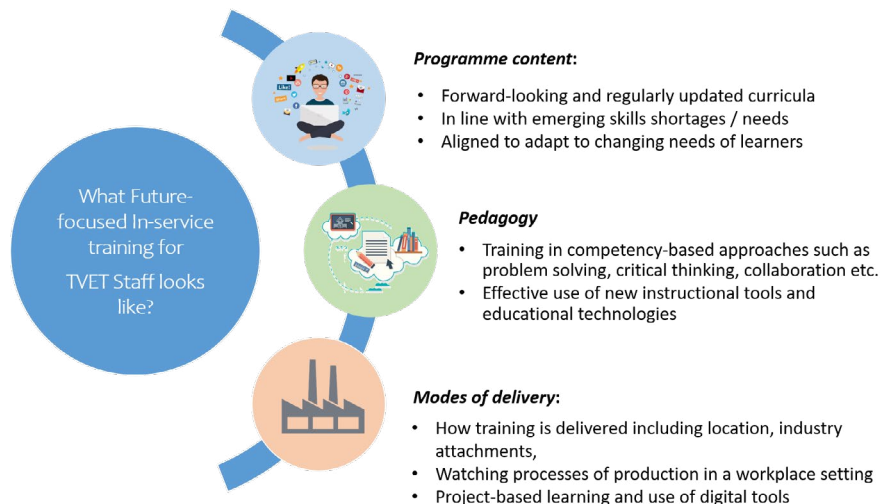 What Future-
focused In-service
training for
TVET Staff looks
like?
Programme content:
• Forward-looking and regularly updated curricula
• In line with emerging skills shortages / needs
• Aligned to adapt to changing needs of learners
Pedagogy
• Training in competency-based approaches such as
problem solving, critical thinking, collaboration etc.
• Effective use of new instructional tools and
educational technologies
Modes of delivery:
• How training is delivered including location, industry
attachments,
• Watching processes of production in a workplace setting
• Project-based learning and use of digital tools